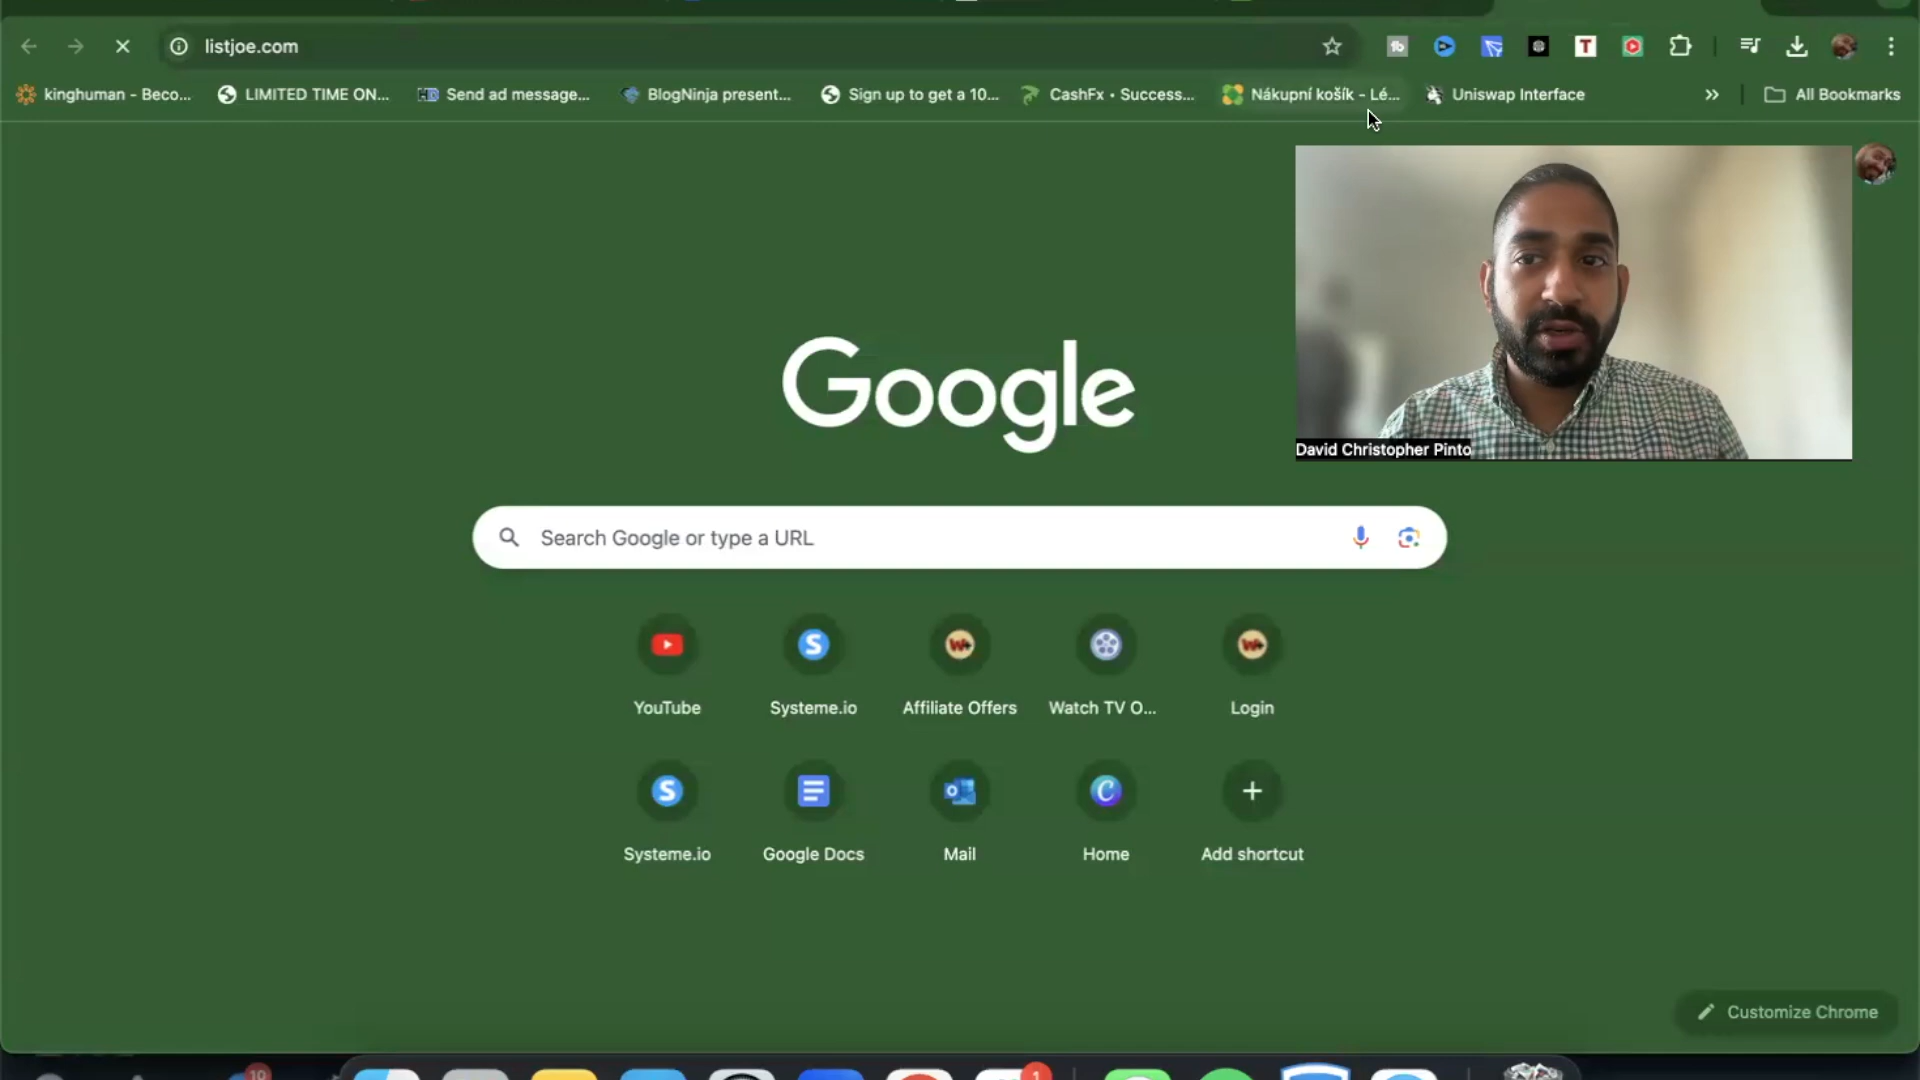 listjoe.com
kinghuman - Beco...
LIMITED TIME ON...
Send ad message...
BlogNinja present...
Sign up to get a 10...
CashFx • Success...
Nákupní košík - Lé...
Uniswap Interface
All Bookmarks
Google
David Christopher Pinto
Search Google or type a URL
YouTube
Systeme.io
Affiliate Offers
Watch TV O...
Login
Systeme.io
Google Docs
Mail
Home
Add shortcut
Customize Chrome
10
1